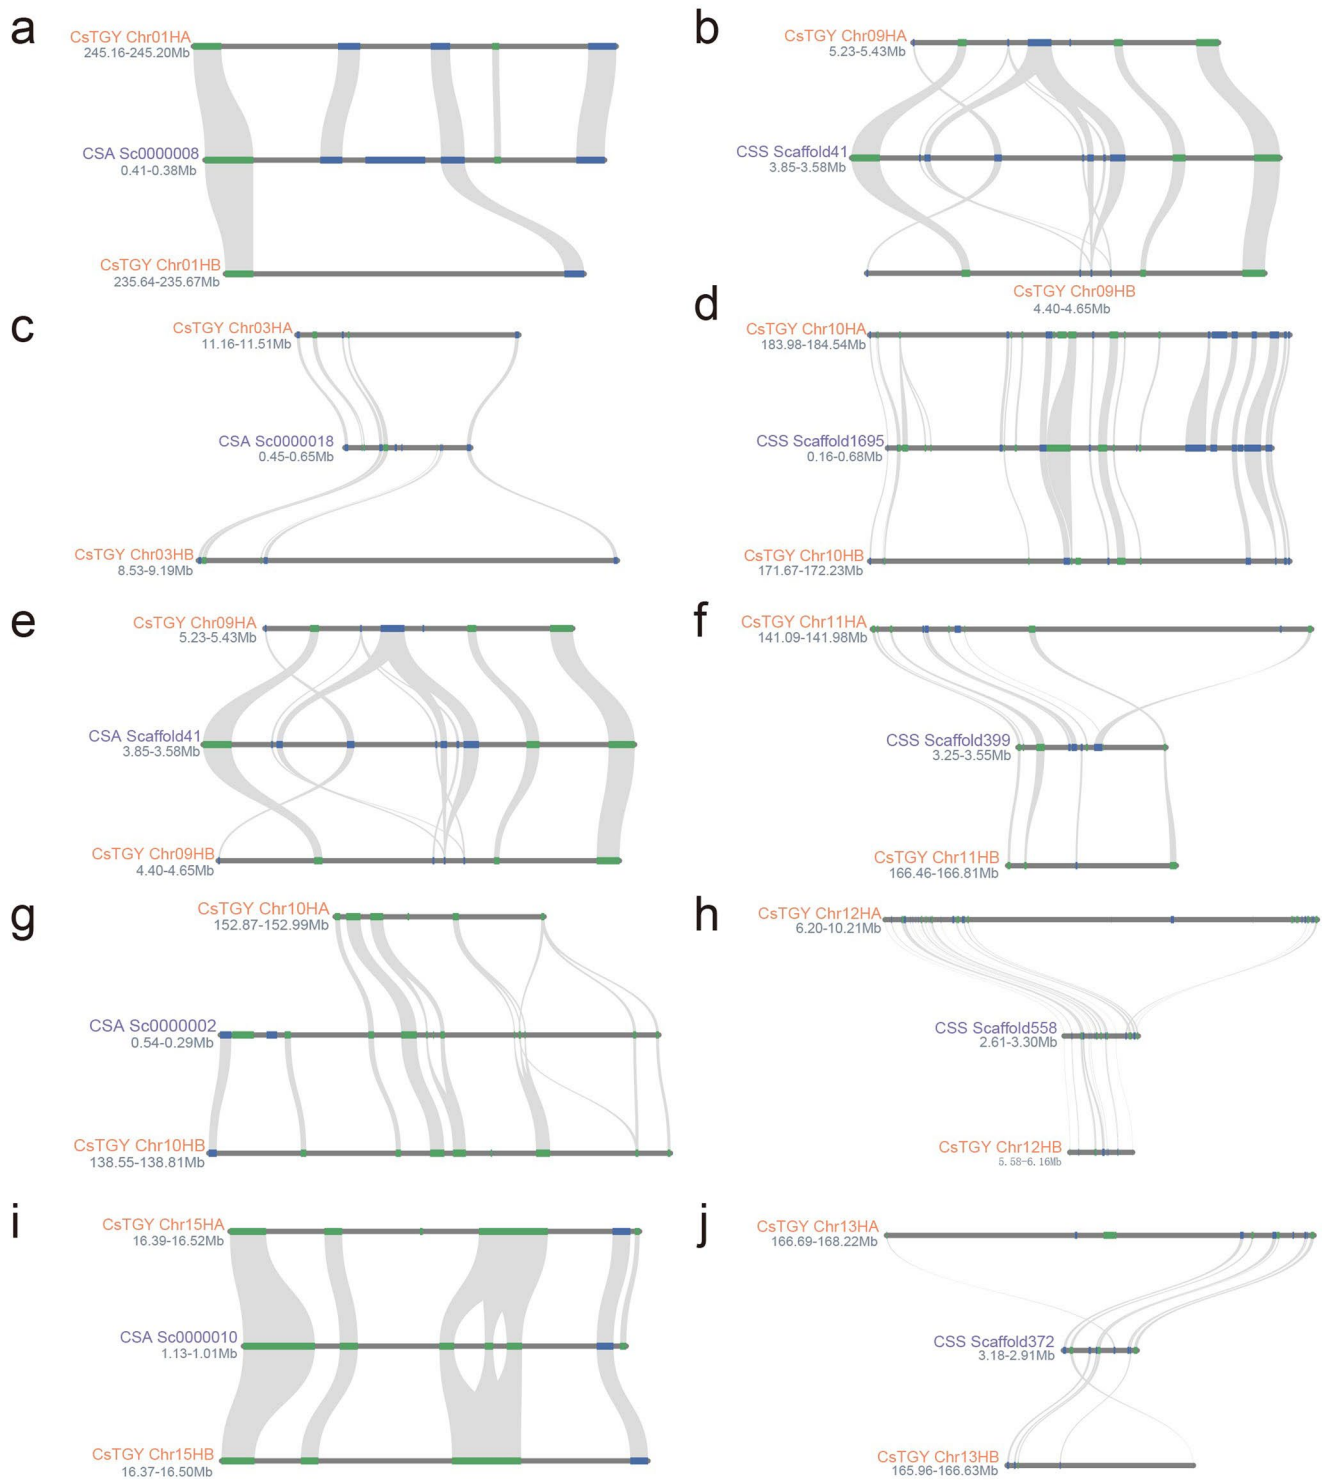 a
CsTGY Chr01HA
245.16-245.20Mb
CSA Sc0000008
0.41-0.38Mb
CsTGY Chr01HB
235.64-235.67Mb
b
CsTGY Chr09HA
5.23-5.43Mb
CSS Scaffold41
3.85-3.58Mb
CsTGY Chr09HB
4.40-4.65Mb
c
CsTGY Chr03HA
11.16-11.51Mb
CSA Sc0000018
0.45-0.65Mb
CsTGY Chr03HB
8.53-9.19Mb
d
CsTGY Chr10HA
183.98-184.54Mb
CSS Scaffold1695
0.16-0.68Mb
CsTGY Chr10HB
171.67-172.23Mb
e
CsTGY Chr09HA
5.23-5.43Mb
CSA Scaffold41
3.85-3.58Mb
CsTGY Chr09HB
4.40-4.65Mb
f
CsTGY Chr11HA
141.09-141.98Mb
CSS Scaffold399
3.25-3.55Mb
CsTGY Chr11HB
166.46-166.81Mb
g
CsTGY Chr10HA
152.87-152.99Mb
CSA Sc0000002
0.54-0.29Mb
CsTGY Chr10HB
138.55-138.81Mb
h
CsTGY Chr12HA
6.20-10.21Mb
CSS Scaffold558
2.61-3.30Mb
CsTGY Chr12HB
5.58-6.16Mb
i
CsTGY Chr15HA
16.39-16.52Mb
CSA Sc0000010
1.13-1.01Mb
CsTGY Chr15HB
16.37-16.50Mb
j
CsTGY Chr13HA
166.69-168.22Mb
CSS Scaffold372
3.18-2.91Mb
CsTGY Chr13HB
165.96-166.63Mb